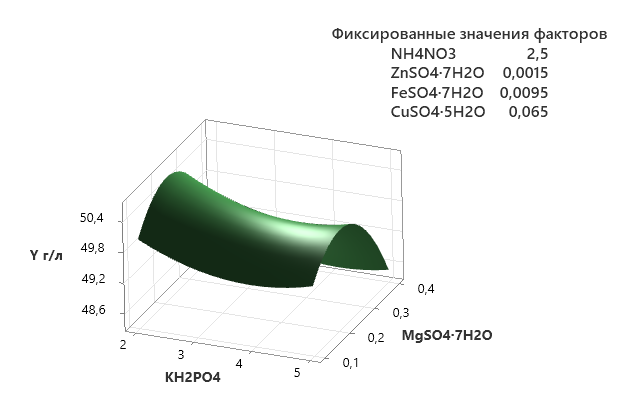 Фиксированные значения факторов
NH4NO3 2,5
ZnSO4·7H2O 0,0015
FeSO4·7H2O 0,0095
CuSO4·5H2O 0,065
50,4
49,8
Y г/л
49,2
48,6
0,4
0,3
MgSO4·7H2O
0,2
0,1
2
3
4
5
KH2PO4